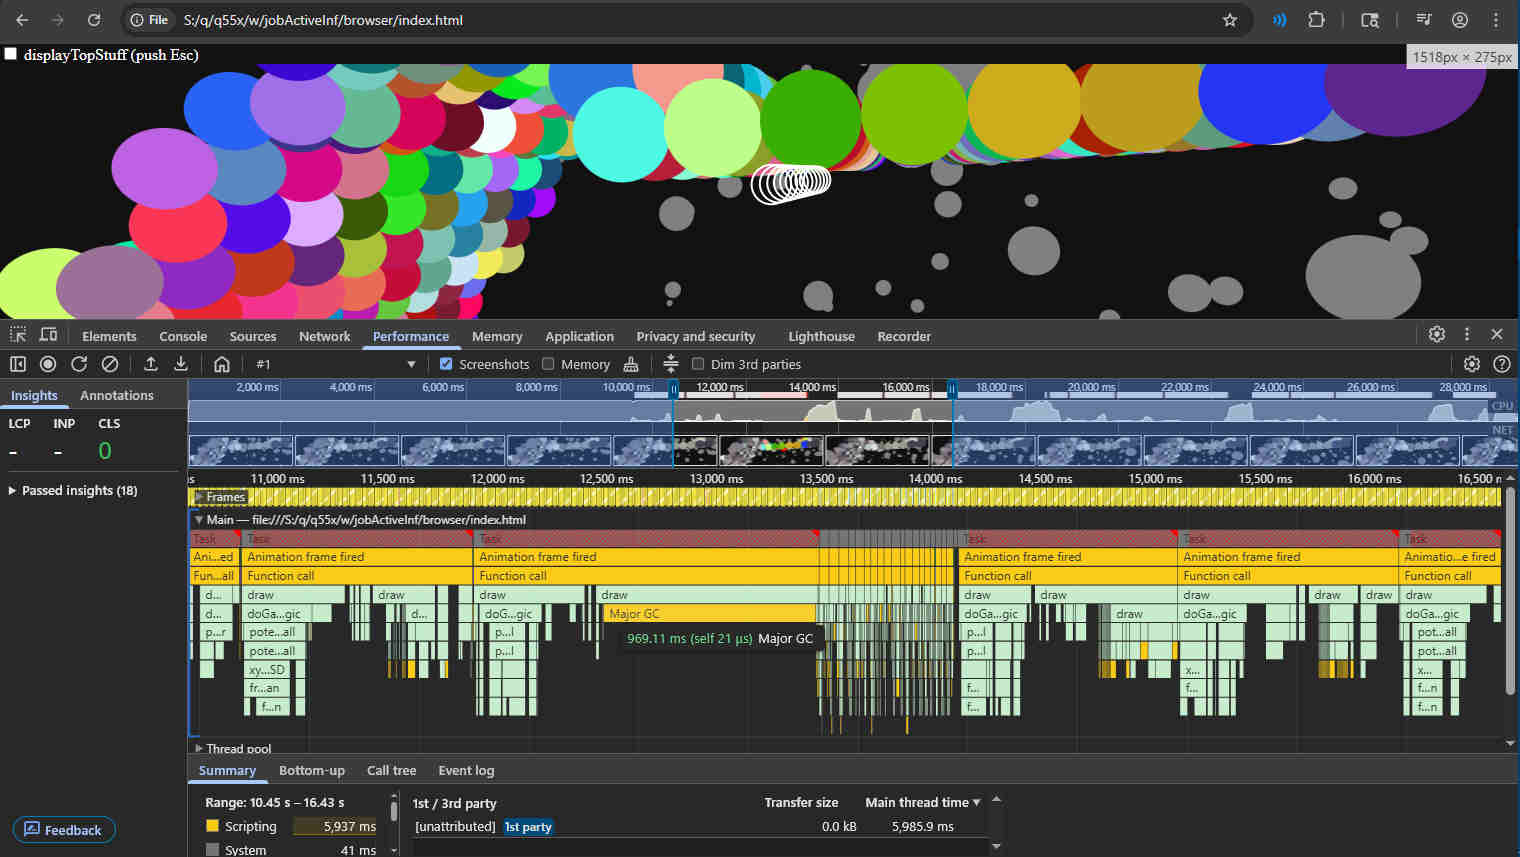 File S:/q/q55x/w/jobActiveInf/browser/index.html
displayTopStuff (push Esc)
1518px × 275px
Elements Console Sources Network Performance Memory Application Privacy and security Lighthouse Recorder
#1 Screenshots Memory Dim 3rd parties
Insights Annotations
2,000 ms 4,000 ms 6,000 ms 8,000 ms 10,000 ms 12,000 ms 14,000 ms 16,000 ms 18,000 ms 20,000 ms 22,000 ms 24,000 ms 26,000 ms 28,000 ms
CPU
NET
LCP INP CLS
- - 0
Passed insights (18)
s 11,000 ms 11,500 ms 12,000 ms 12,500 ms 13,000 ms 13,500 ms 14,000 ms 14,500 ms 15,000 ms 15,500 ms 16,000 ms 16,500 m
Frames
Main — file:///S:/q/q55x/w/jobActiveInf/browser/index.html
Task Task Task Task Task Task
Ani...ed Animation frame fired Animation frame fired Animation frame fired Animation frame fired Animatio...e fired
Fun...all Function call Function call Function call Function call Function call
d... draw draw draw draw draw draw draw draw draw draw
d... doGa...gic d... doG...gic Major GC doGa...gic draw doGa...gic doGa...gic
p...r pote...all p...l p...l pot...all
pote...all p...l p...l pot...all
969.11 ms (self 21 μs) Major GC
xy...SD x... x...
fr...an f... f... f...n
f...n f... f...n
Thread pool
Summary Bottom-up Call tree Event log
Range: 10.45 s – 16.43 s
Scripting 5,937 ms
System 41 ms
1st / 3rd party Transfer size Main thread time
[unattributed] 1st party 0.0 kB 5,985.9 ms
Feedback